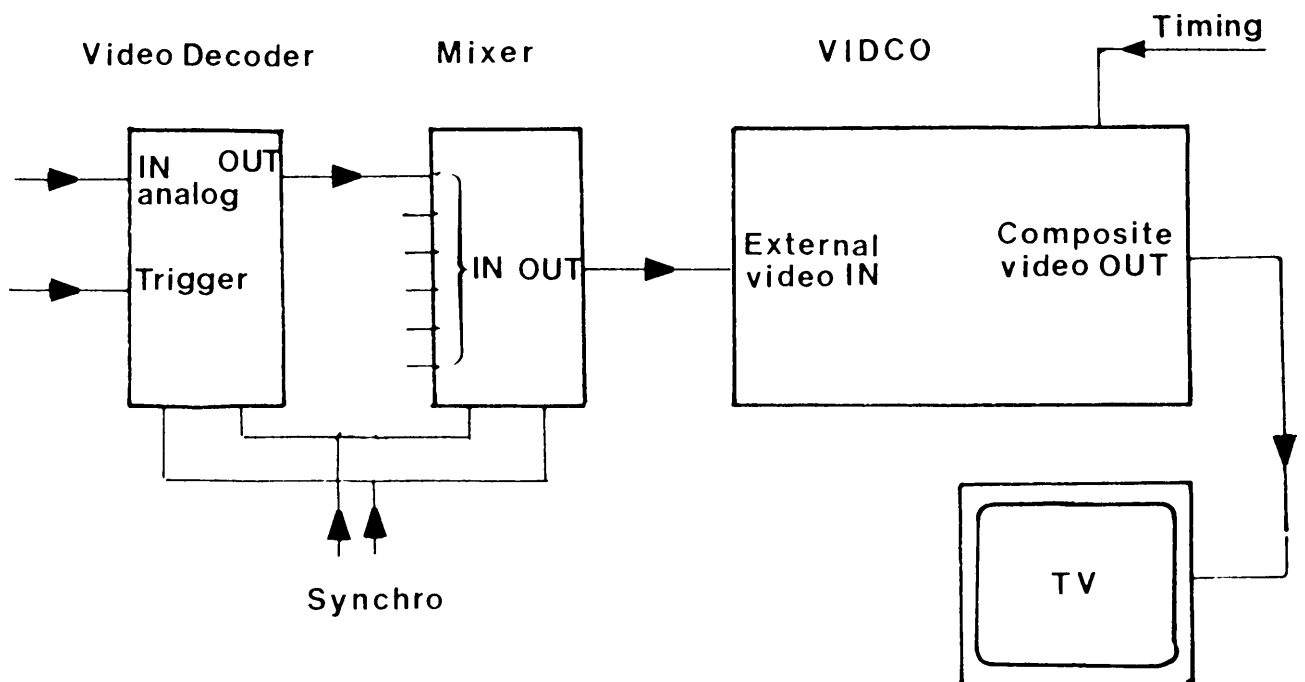 Timing
Video Decoder
Mixer
VIDCO
IN OUT
analog
Trigger
IN OUT
External
video IN
Composite
video OUT
Synchro
TV